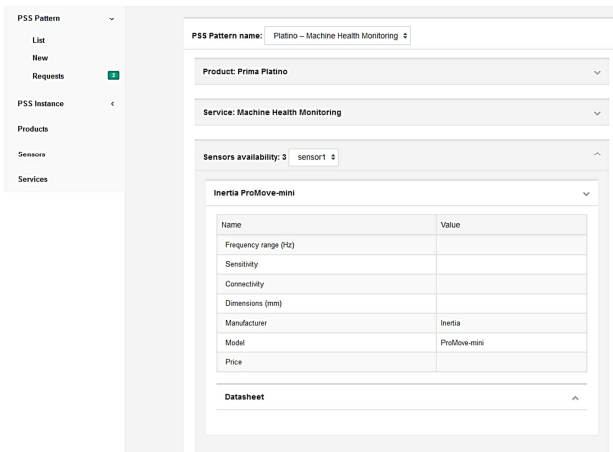 PSS Pattern
List
New
Requests 2
PSS Instance
Products
Sensors
Services
PSS Pattern name: Platino – Machine Health Monitoring
Product: Prima Platino
Service: Machine Health Monitoring
Sensors availability: 3 sensor1
Inertia ProMove-mini
Name Value
Frequency range (Hz)
Sensitivity
Connectivity
Dimensions (mm)
Manufacturer Inertia
Model ProMove-mini
Price
Datasheet